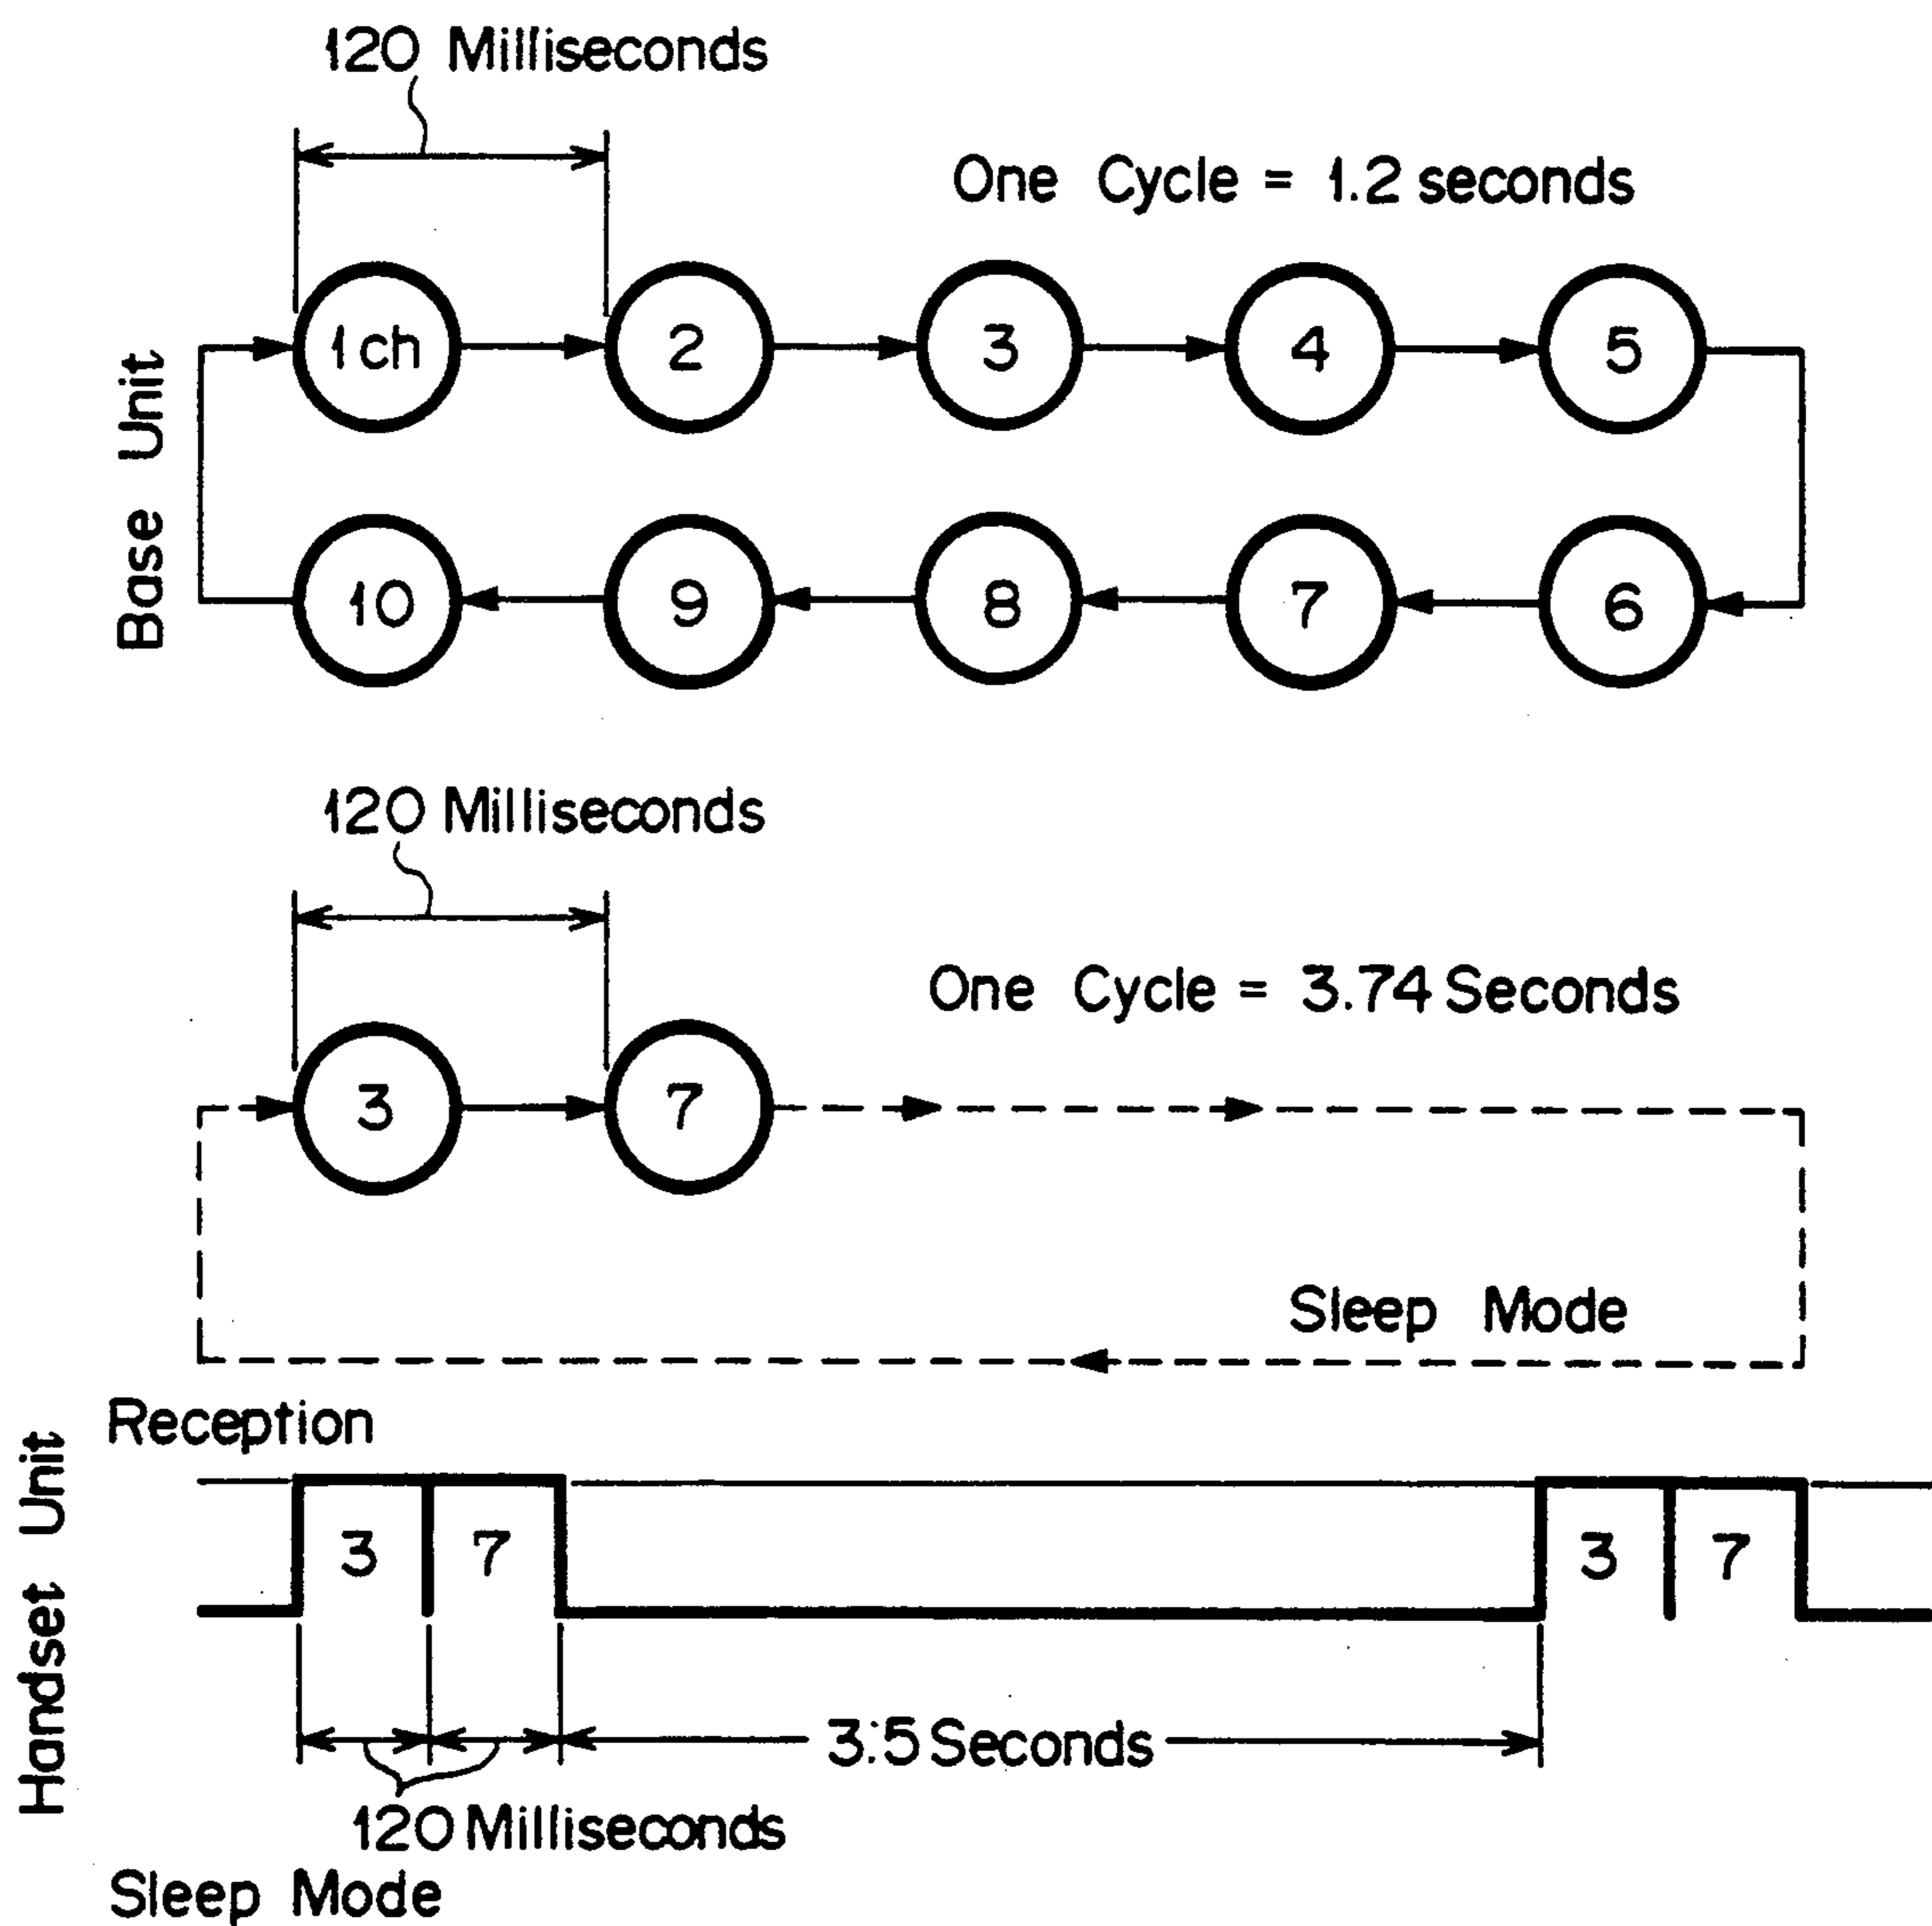 120 Milliseconds
One Cycle = 1.2 seconds
1ch
2
3
4
5
Base Unit
10
9
8
7
6
120 Milliseconds
One Cycle = 3.74 Seconds
3
7
Sleep Mode
Reception
Handset Unit
3
7
3
7
3.5 Seconds
120 Milliseconds
Sleep Mode